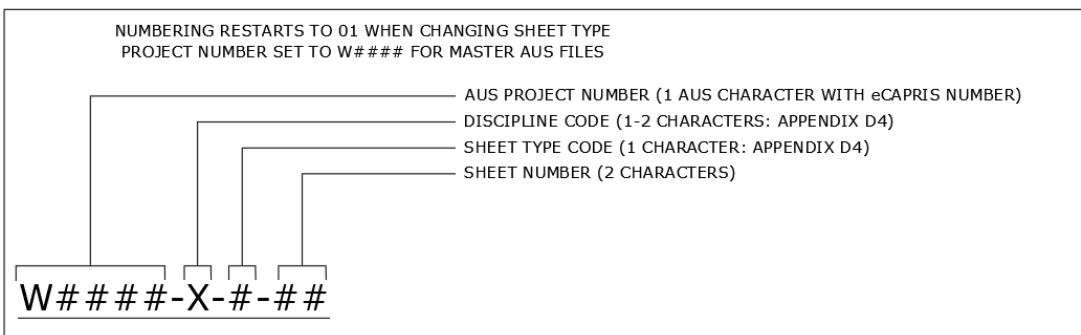 NUMBERING RESTARTS TO 01 WHEN CHANGING SHEET TYPE
PROJECT NUMBER SET TO W#### FOR MASTER AUS FILES
AUS PROJECT NUMBER (1 AUS CHARACTER WITH eCAPRIS NUMBER)
DISCIPLINE CODE (1-2 CHARACTERS: APPENDIX D4)
SHEET TYPE CODE (1 CHARACTER: APPENDIX D4)
SHEET NUMBER (2 CHARACTERS)
W####-X-#-##